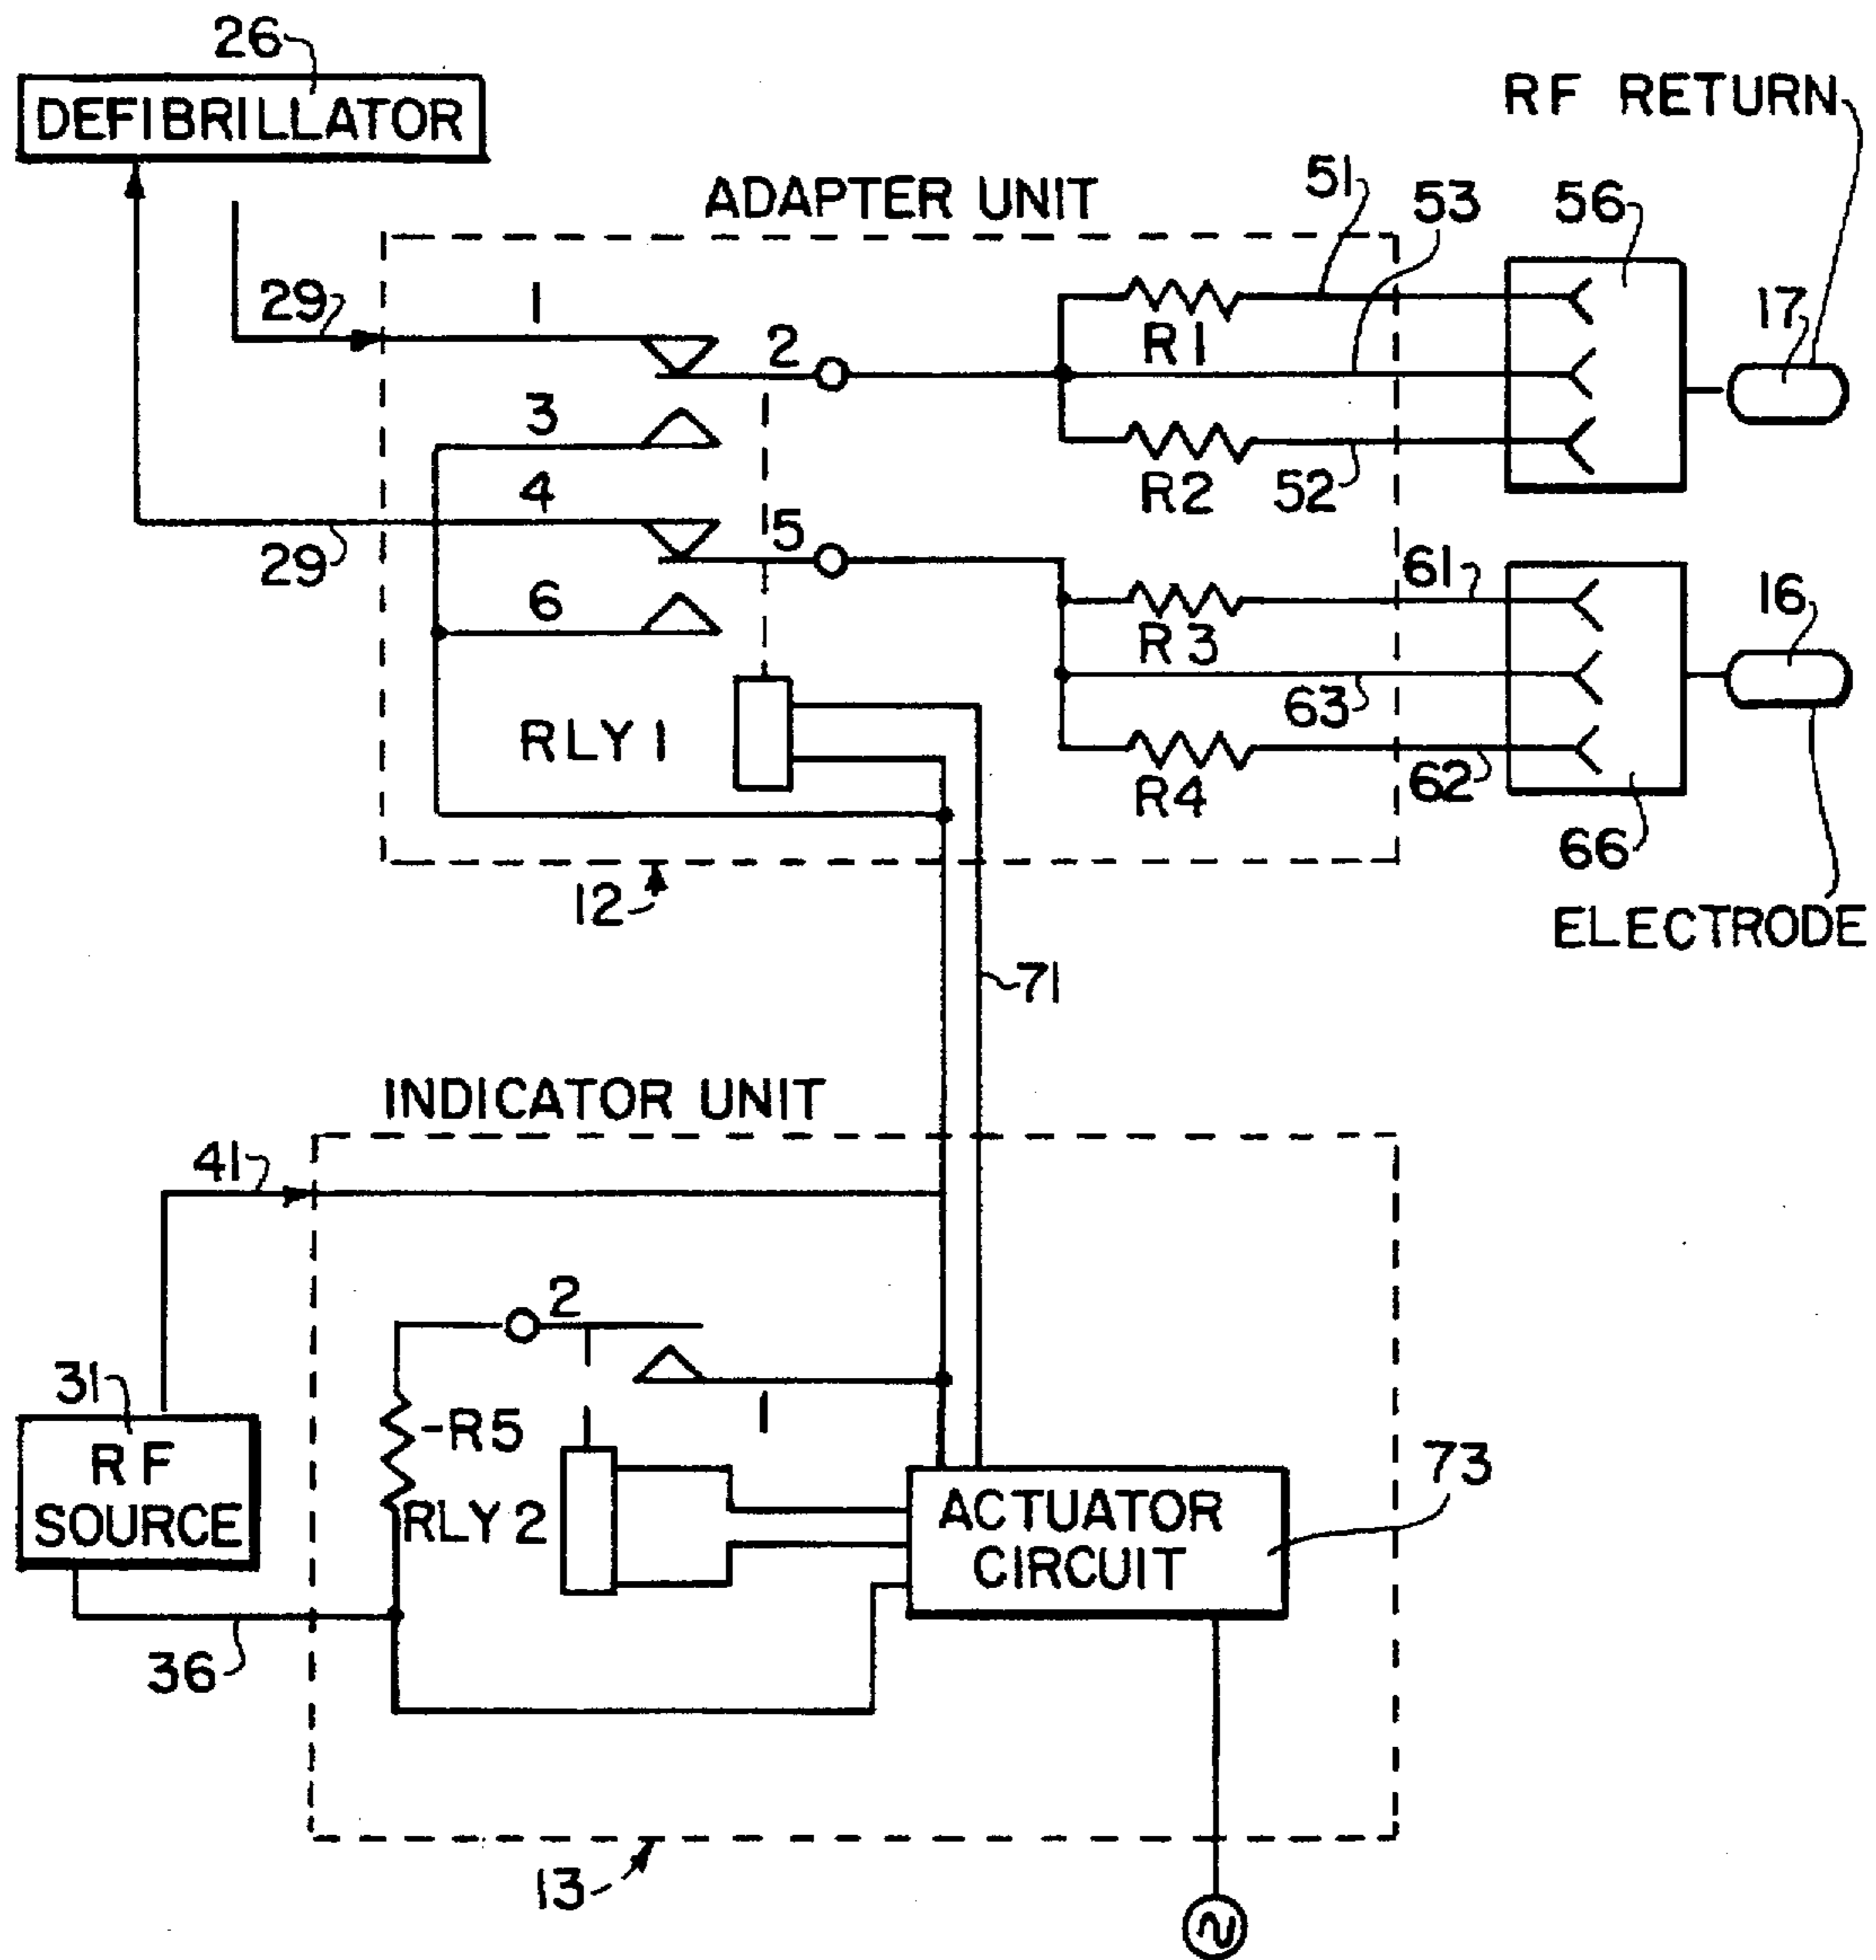 26
DEFIBRILLATOR
RF RETURN
ADAPTER UNIT
51
53
56
29
1
2
R1
17
3
4
R2
52
29
5
6
61
16
R3
63
RLY 1
R4
62
66
12
ELECTRODE
71
INDICATOR UNIT
41
2
31
RF
SOURCE
-R5
1
73
RLY 2
ACTUATOR
CIRCUIT
36
13